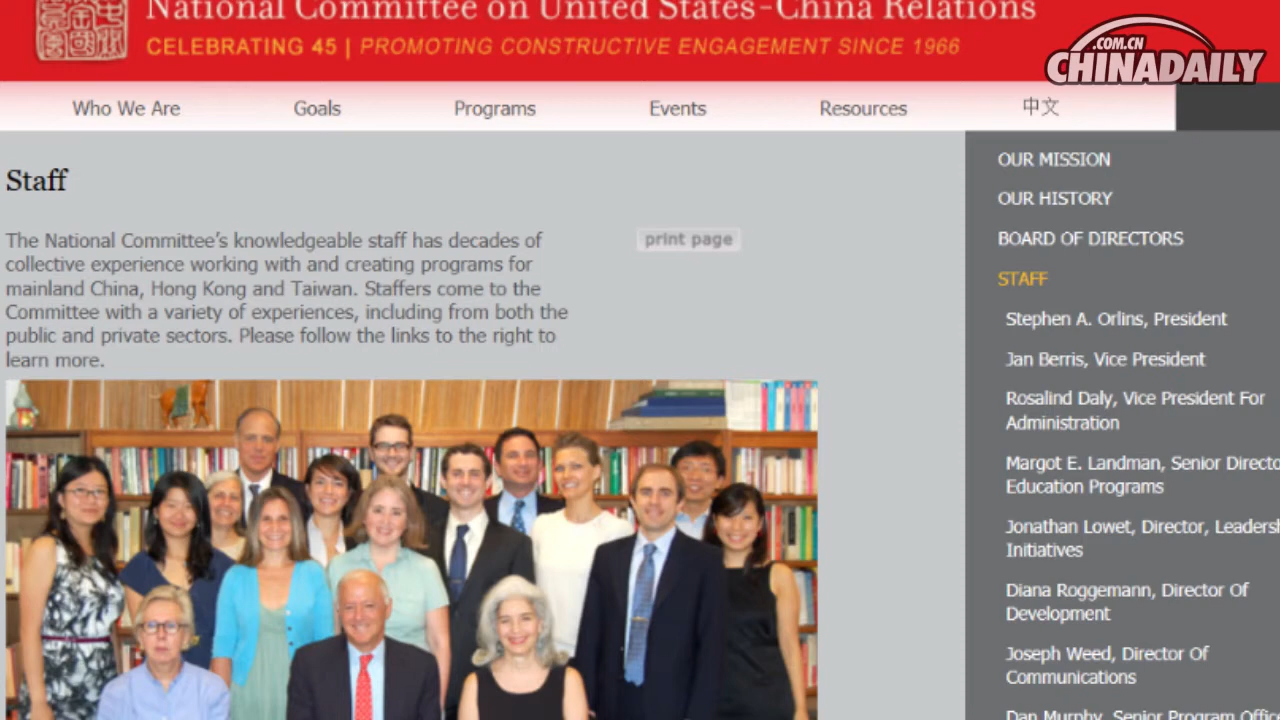 National Committee on United States-China Relations
CELEBRATING 45 | PROMOTING CONSTRUCTIVE ENGAGEMENT SINCE 1966
.COM.CN
CHINADAILY
Who We Are
Goals
Programs
Events
Resources
中文
Staff
The National Committee's knowledgeable staff has decades of
collective experience working with and creating programs for
mainland China, Hong Kong and Taiwan. Staffers come to the
Committee with a variety of experiences, including from both the
public and private sectors. Please follow the links to the right to
learn more.
print page
OUR MISSION
OUR HISTORY
BOARD OF DIRECTORS
STAFF
Stephen A. Orlins, President
Jan Berris, Vice President
Rosalind Daly, Vice President For
Administration
Margot E. Landman, Senior Directo
Education Programs
Jonathan Lowet, Director, Leadersh
Initiatives
Diana Roggemann, Director Of
Development
Joseph Weed, Director Of
Communications
Dan Murphy, Senior Program Office